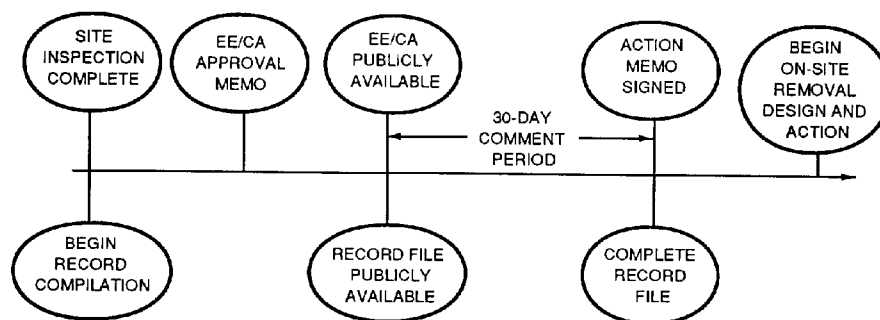 SITE
INSPECTION
COMPLETE
EE/CA
APPROVAL
MEMO
EE/CA
PUBLICLY
AVAILABLE
ACTION
MEMO
SIGNED
BEGIN
ON-SITE
REMOVAL
DESIGN AND
ACTION
30-DAY
COMMENT
PERIOD
BEGIN
RECORD
COMPILATION
RECORD FILE
PUBLICLY
AVAILABLE
COMPLETE
RECORD
FILE